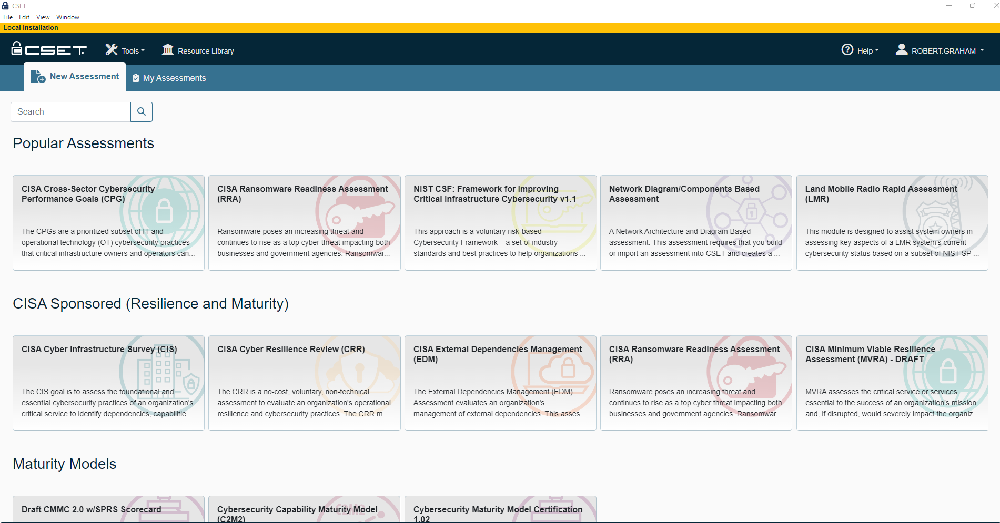 CSET
File Edit View Window
Local Installation
CSET
Tools
Resource Library
Help
ROBERT.GRAHAM
New Assessment
My Assessments
Search
Popular Assessments
CISA Cross-Sector Cybersecurity
Performance Goals (CPG)
The CPGs are a prioritized subset of IT and
operational technology (OT) cybersecurity practices
that critical infrastructure owners and operators can...
CISA Ransomware Readiness Assessment
(RRA)
Ransomware poses an increasing threat and
continues to rise as a top cyber threat impacting both
businesses and government agencies. Ransomwar...
NIST CSF: Framework for Improving
Critical Infrastructure Cybersecurity v1.1
This approach is a voluntary risk-based
Cybersecurity Framework – a set of industry
standards and best practices to help organizations ...
Network Diagram/Components Based
Assessment
A Network Architecture and Diagram Based
assessment. This assessment requires that you build
or import an assessment into CSET and creates a ...
Land Mobile Radio Rapid Assessment
(LMR)
This module is designed to assist system owners in
assessing key aspects of a LMR system's current
cybersecurity status based on a subset of NIST SP ...
CISA Sponsored (Resilience and Maturity)
CISA Cyber Infrastructure Survey (CIS)
The CIS goal is to assess the foundational and
essential cybersecurity practices of an organization's
critical service to identify dependencies, capabilitie...
CISA Cyber Resilience Review (CRR)
The CRR is a no-cost, voluntary, non-technical
assessment to evaluate an organization's operational
resilience and cybersecurity practices. The CRR m...
CISA External Dependencies Management
(EDM)
The External Dependencies Management (EDM)
Assessment evaluates an organization's
management of external dependencies. This asses...
CISA Ransomware Readiness Assessment
(RRA)
Ransomware poses an increasing threat and
continues to rise as a top cyber threat impacting both
businesses and government agencies. Ransomwar...
CISA Minimum Viable Resilience
Assessment (MVRA) - DRAFT
MVRA assesses the critical service or services
essential to the success of an organization's mission
and, if disrupted, would severely impact the organiz...
Maturity Models
Draft CMMC 2.0 w/SPRS Scorecard
Cybersecurity Capability Maturity Model
(C2M2)
C2M2
Cybersecurity Maturity Model Certification
1.02